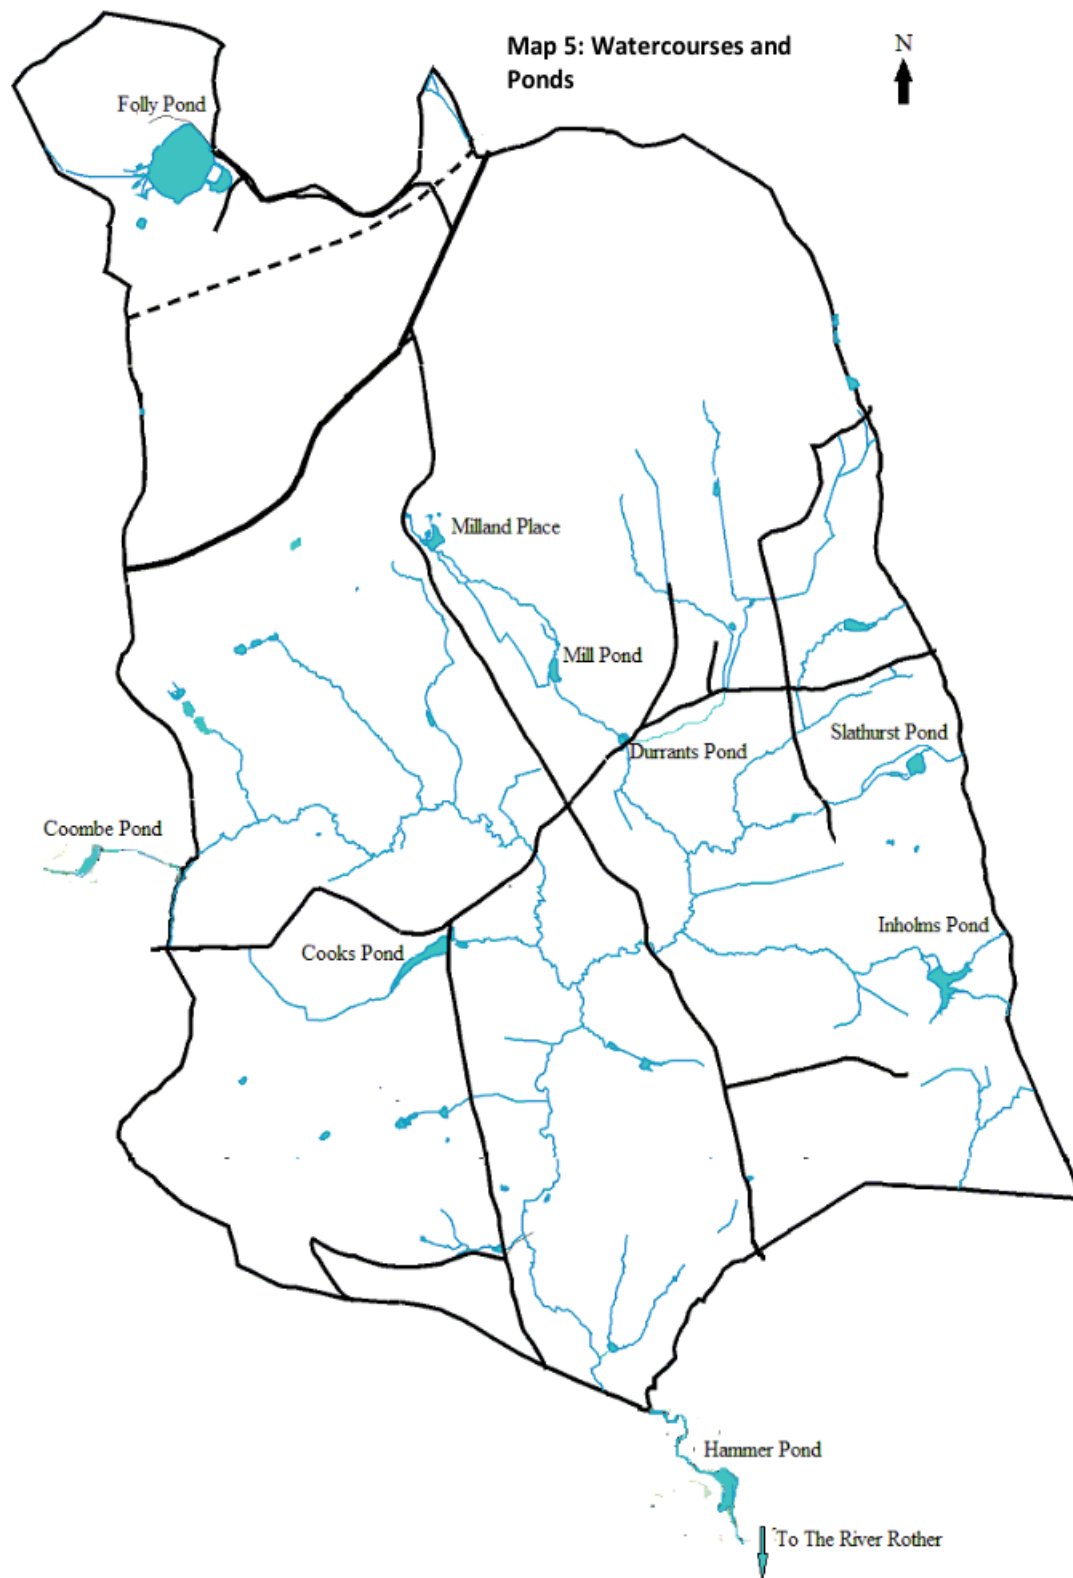 Map 5: Watercourses and
Ponds
N
Folly Pond
Milland Place
Mill Pond
Durrants Pond
Slathurst Pond
Coombe Pond
Inholms Pond
Cooks Pond
Hammer Pond
To The River Rother